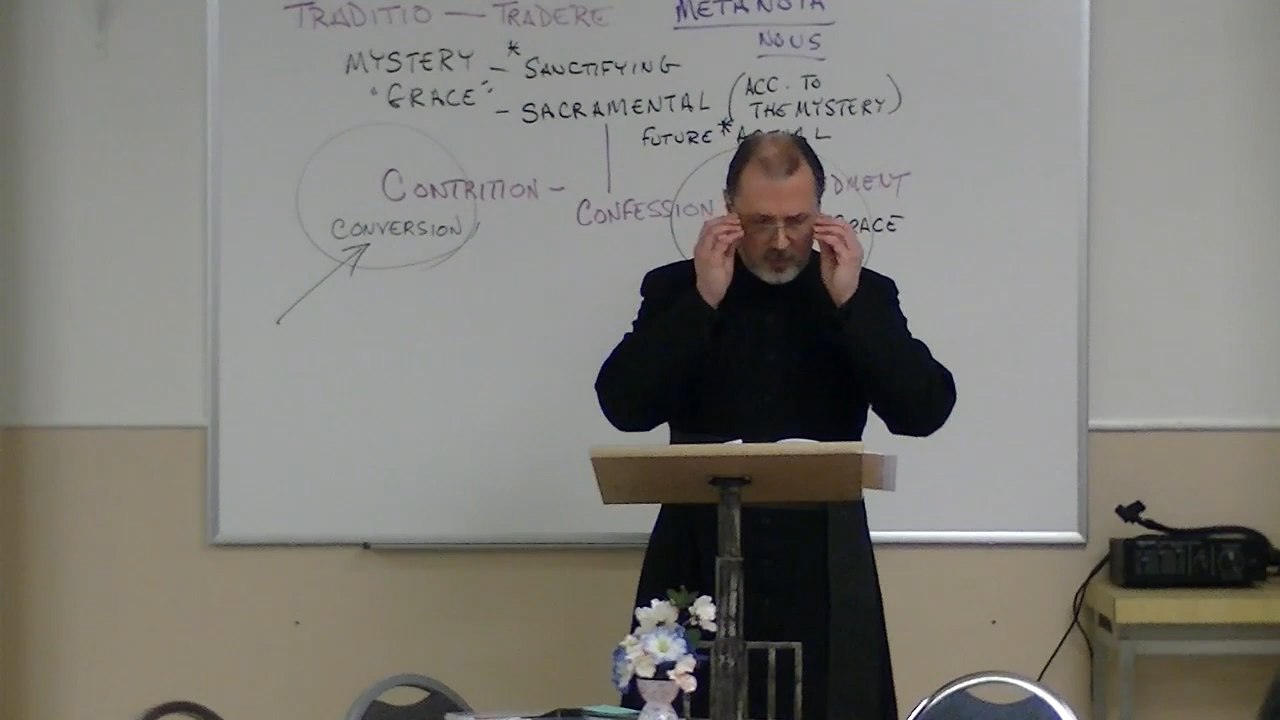 TRADITIO — TRADERE METANOIA
NOUS
MYSTERY - * SANCTIFYING
"GRACE" - SACRAMENTAL (ACC. TO
THE MYSTERY)
FUTURE *
CONTRITION - CONFESSION
CONVERSION